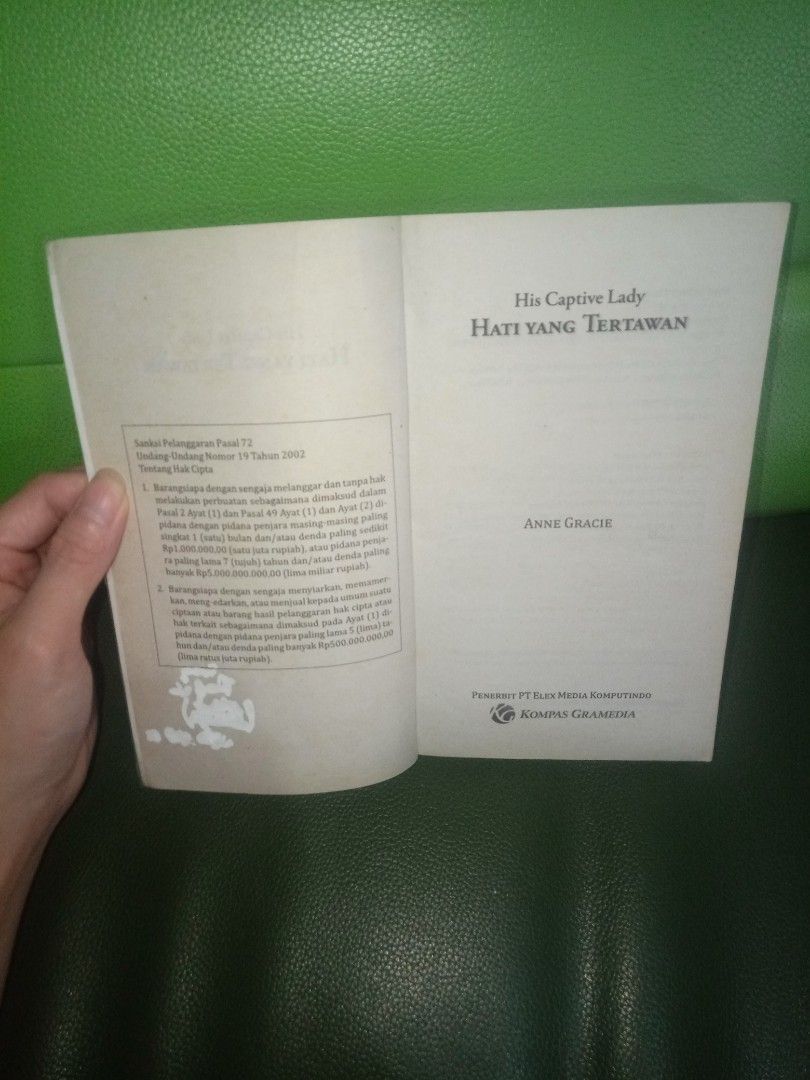 Sanksi Pelanggaran Pasal 72
Undang-Undang Nomor 19 Tahun 2002
Tentang Hak Cipta
1. Barangsiapa dengan sengaja melanggar dan tanpa hak
melakukan perbuatan sebagaimana dimaksud dalam
Pasal 2 Ayat (1) dan Pasal 49 Ayat (1) dan Ayat (2) di-
pidana dengan pidana penjara masing-masing paling
singkat 1 (satu) bulan dan/atau denda paling sedikit
Rp1.000.000,00 (satu juta rupiah), atau pidana penja-
ra paling lama 7 (tujuh) tahun dan/atau denda paling
banyak Rp5.000.000.000,00 (lima miliar rupiah).
2. Barangsiapa dengan sengaja menyiarkan, memamer-
kan, meng-edarkan, atau menjual kepada umum suatu
ciptaan atau barang hasil pelanggaran hak cipta atau
hak terkait sebagaimana dimaksud pada Ayat (1) di-
pidana dengan pidana penjara paling lama 5 (lima) ta-
hun dan/atau denda paling banyak Rp500.000.000,00
(lima ratus juta rupiah).
His Captive Lady
HATI YANG TERTAWAN
ANNE GRACIE
PENERBIT PT ELEX MEDIA KOMPUTINDO
KOMPAS GRAMEDIA